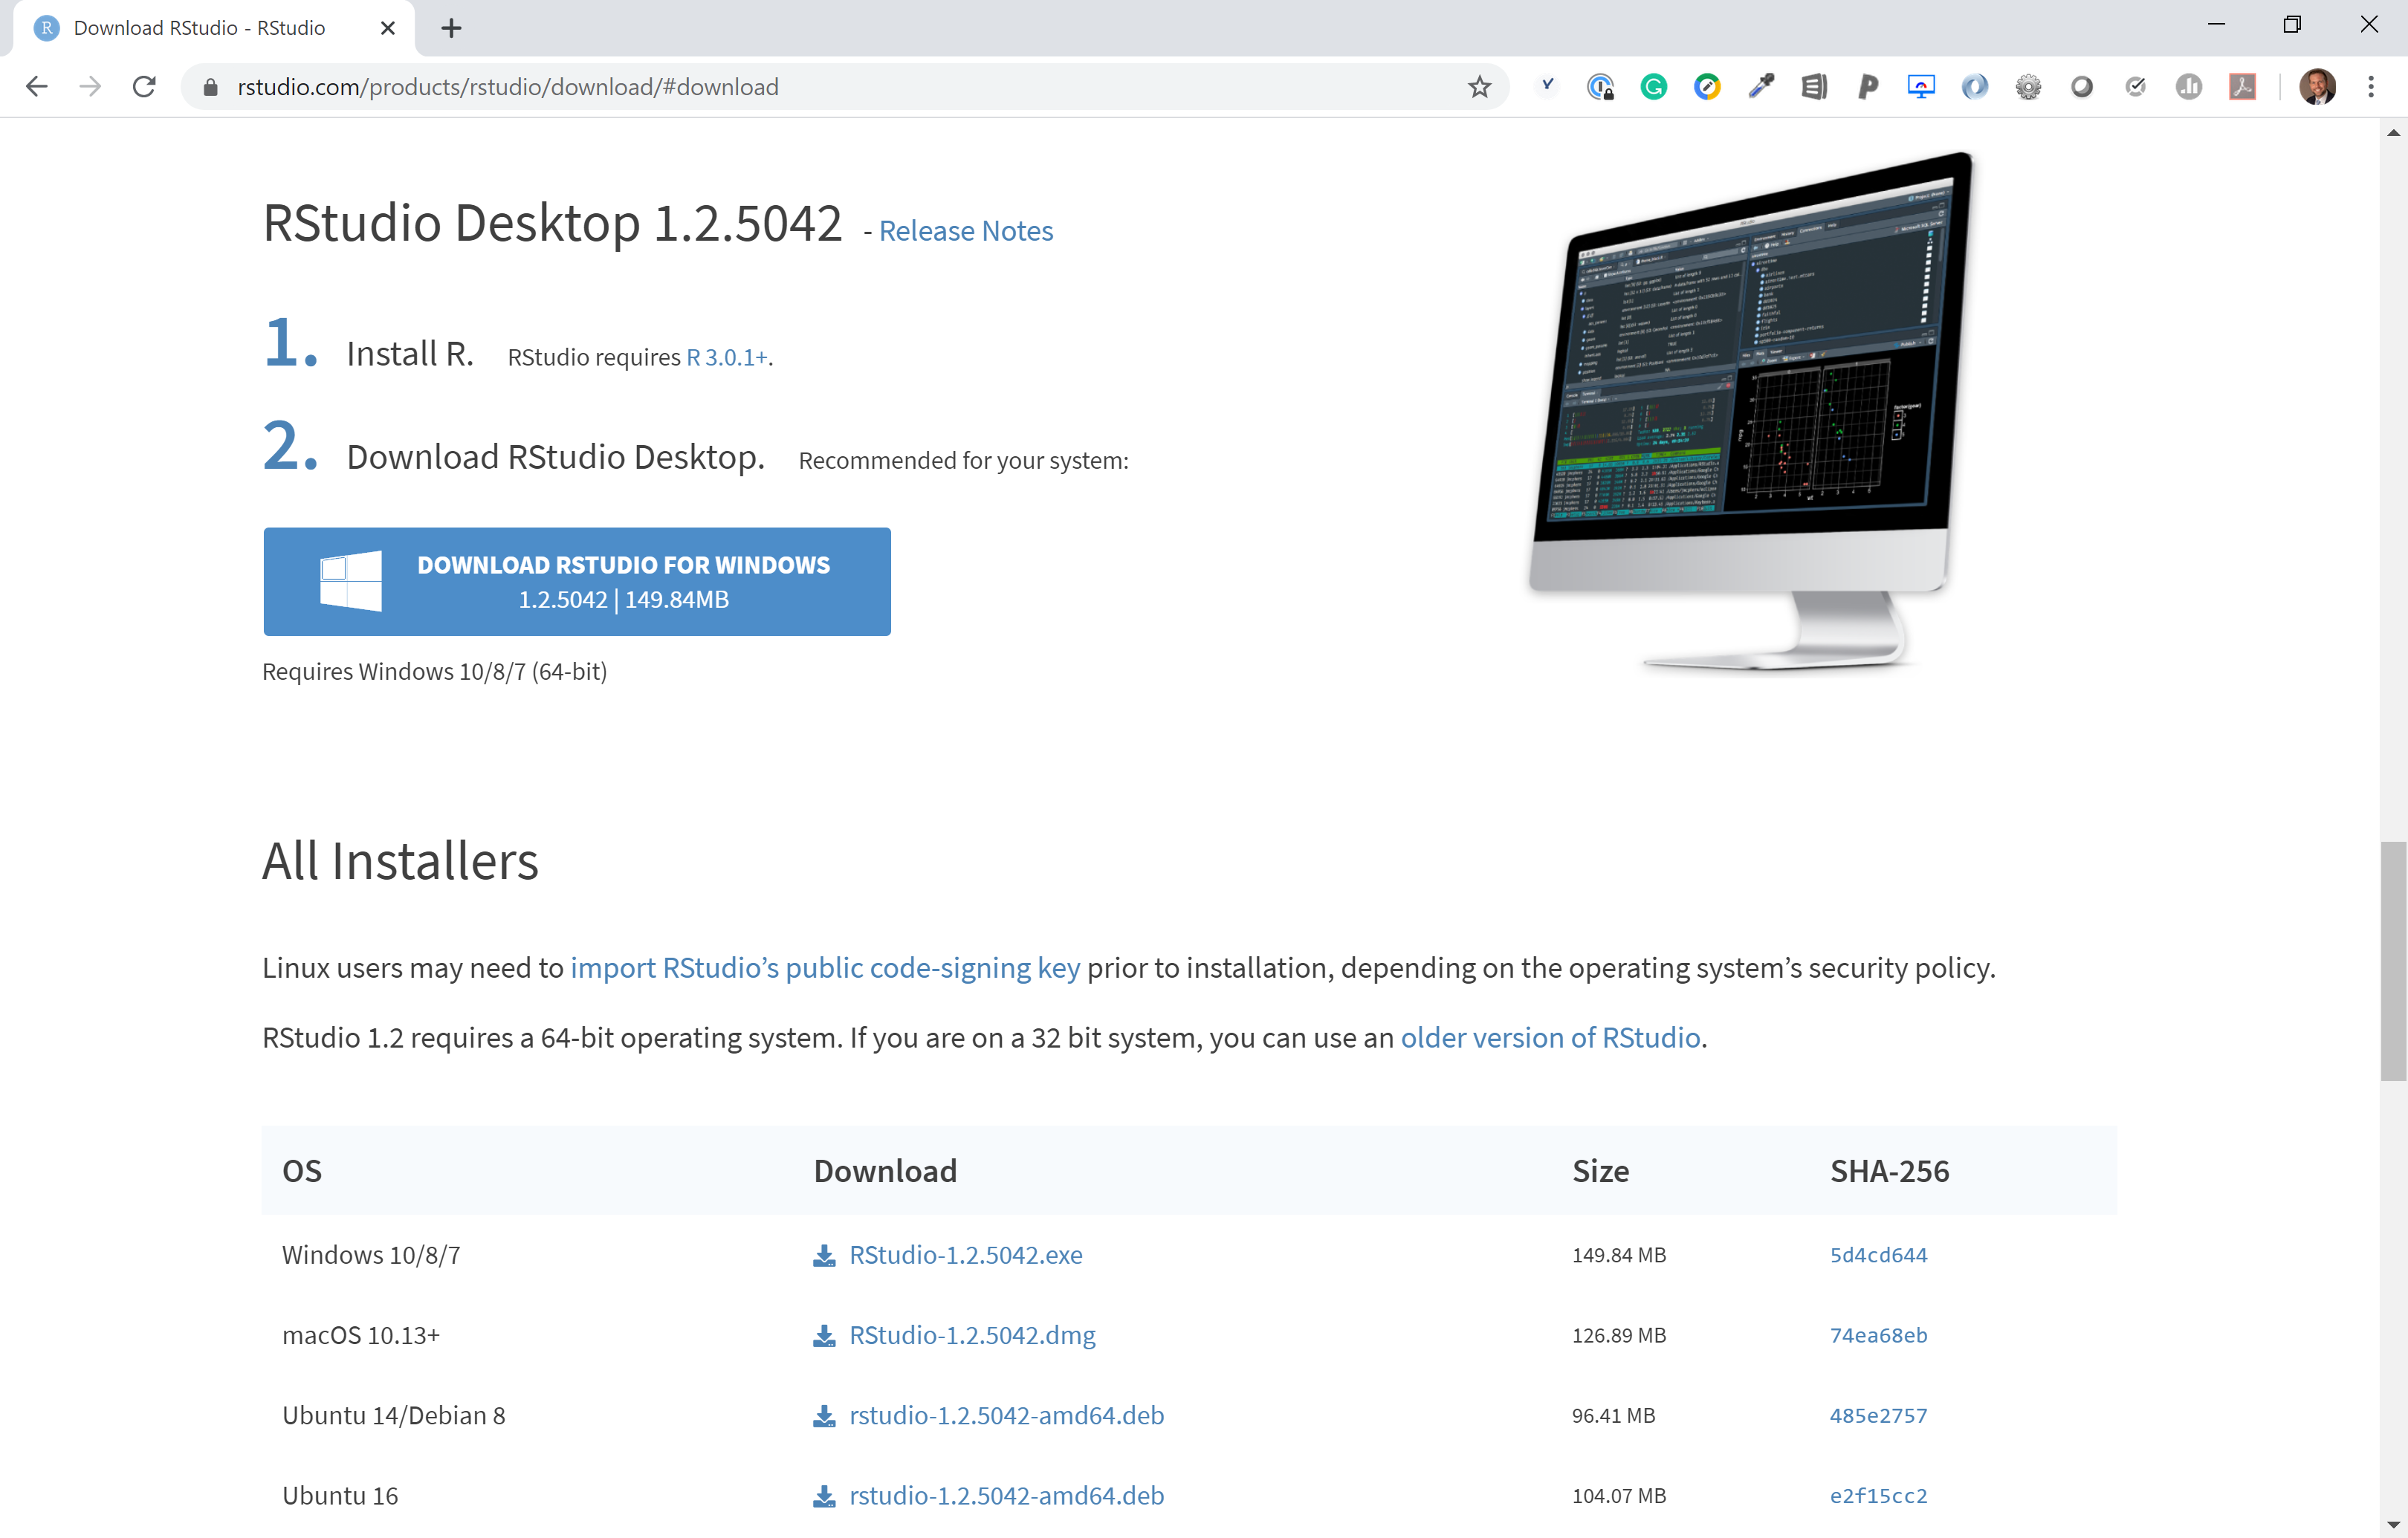 R Download RStudio - RStudio
rstudio.com/products/rstudio/download/#download
RStudio Desktop 1.2.5042 - Release Notes
1. Install R. RStudio requires R 3.0.1+.
2. Download RStudio Desktop. Recommended for your system:
DOWNLOAD RSTUDIO FOR WINDOWS
1.2.5042 | 149.84MB
Requires Windows 10/8/7 (64-bit)
All Installers
Linux users may need to import RStudio’s public code-signing key prior to installation, depending on the operating system’s security policy.
RStudio 1.2 requires a 64-bit operating system. If you are on a 32 bit system, you can use an older version of RStudio.
OS Download Size SHA-256
Windows 10/8/7 RStudio-1.2.5042.exe 149.84 MB 5d4cd644
macOS 10.13+ RStudio-1.2.5042.dmg 126.89 MB 74ea68eb
Ubuntu 14/Debian 8 rstudio-1.2.5042-amd64.deb 96.41 MB 485e2757
Ubuntu 16 rstudio-1.2.5042-amd64.deb 104.07 MB e2f15cc2